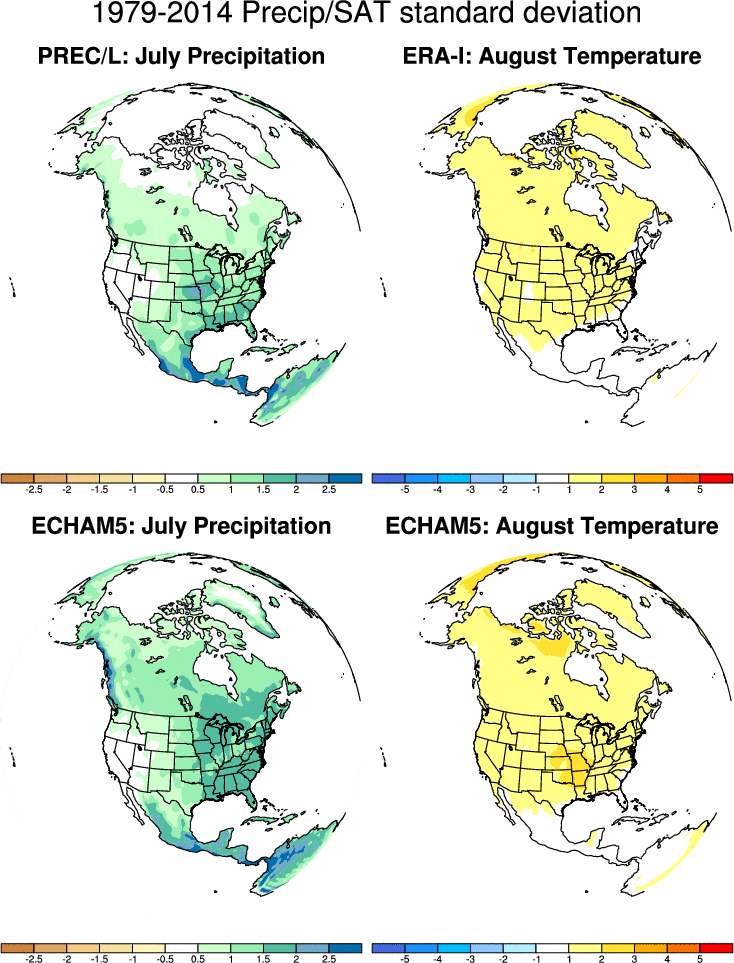 1979-2014 Precip/SAT standard deviation
PREC/L: July Precipitation
ERA-I: August Temperature
-2.5 -2 -1.5 -1 -0.5 0.5 1 1.5 2 2.5
-5 -4 -3 -2 -1 1 2 3 4 5
ECHAM5: July Precipitation
ECHAM5: August Temperature
-2.5 -2 -1.5 -1 -0.5 0.5 1 1.5 2 2.5
-5 -4 -3 -2 -1 1 2 3 4 5